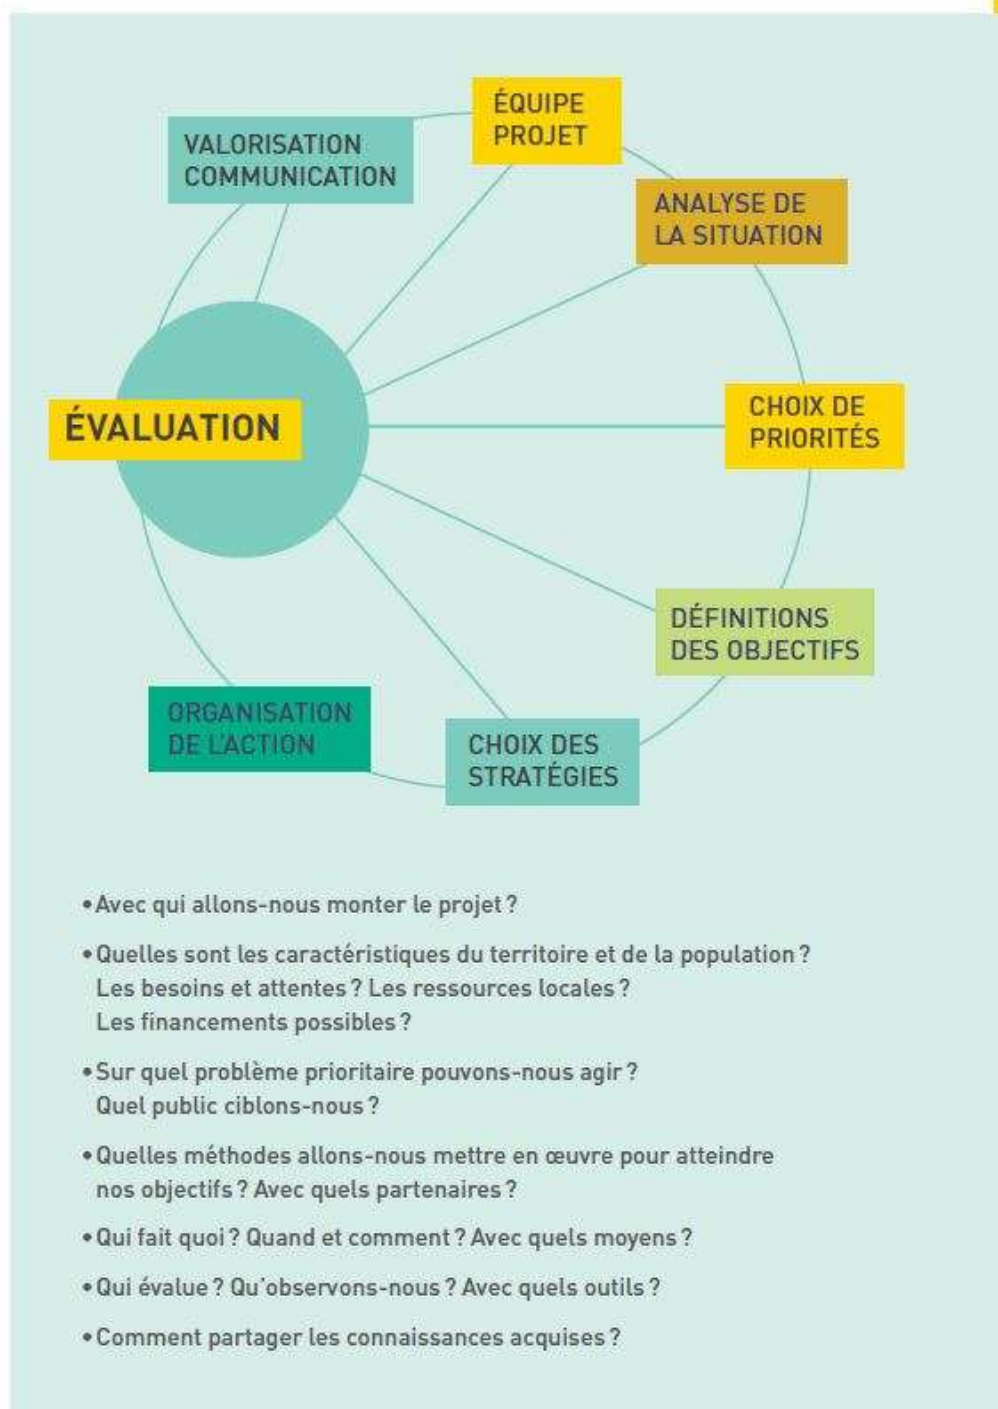 VALORISATION
COMMUNICATION
ÉQUIPE
PROJET
ANALYSE DE
LA SITUATION
ÉVALUATION
CHOIX DE
PRIORITÉS
DÉFINITIONS
DES OBJECTIFS
ORGANISATION
DE L'ACTION
CHOIX DES
STRATÉGIES
•Avec qui allons-nous monter le projet ?
•Quelles sont les caractéristiques du territoire et de la population ?
Les besoins et attentes ? Les ressources locales ?
Les financements possibles ?
•Sur quel problème prioritaire pouvons-nous agir ?
Quel public ciblons-nous ?
•Quelles méthodes allons-nous mettre en œuvre pour atteindre
nos objectifs ? Avec quels partenaires ?
•Qui fait quoi ? Quand et comment ? Avec quels moyens ?
•Qui évalue ? Qu'observons-nous ? Avec quels outils ?
•Comment partager les connaissances acquises ?